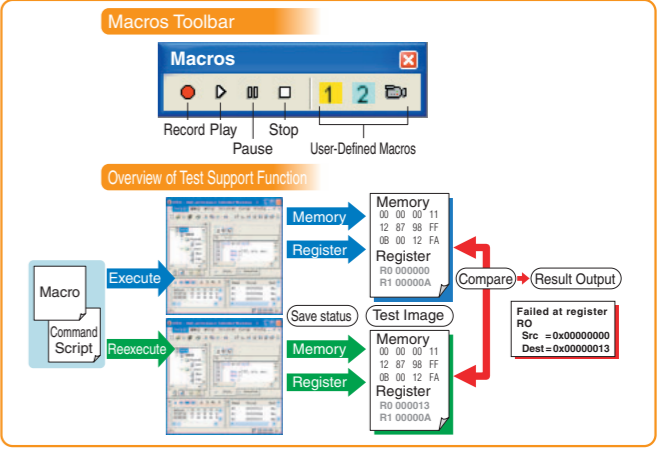 Macros Toolbar
Macros
1 2
Record Play Stop
Pause User-Defined Macros
Overview of Test Support Function
Macro
Command
Script
Execute
Reexecute
Memory
Register
Memory
00 00 00 11
12 87 98 FF
0B 00 12 FA
Register
R0 000000
R1 00000A
Save status
Test Image
Memory
Register
Memory
00 00 00 11
12 87 98 FF
0B 00 12 FA
Register
R0 000013
R1 00000A
Compare
Result Output
Failed at register
RO
Src =0x00000000
Dest=0x00000013